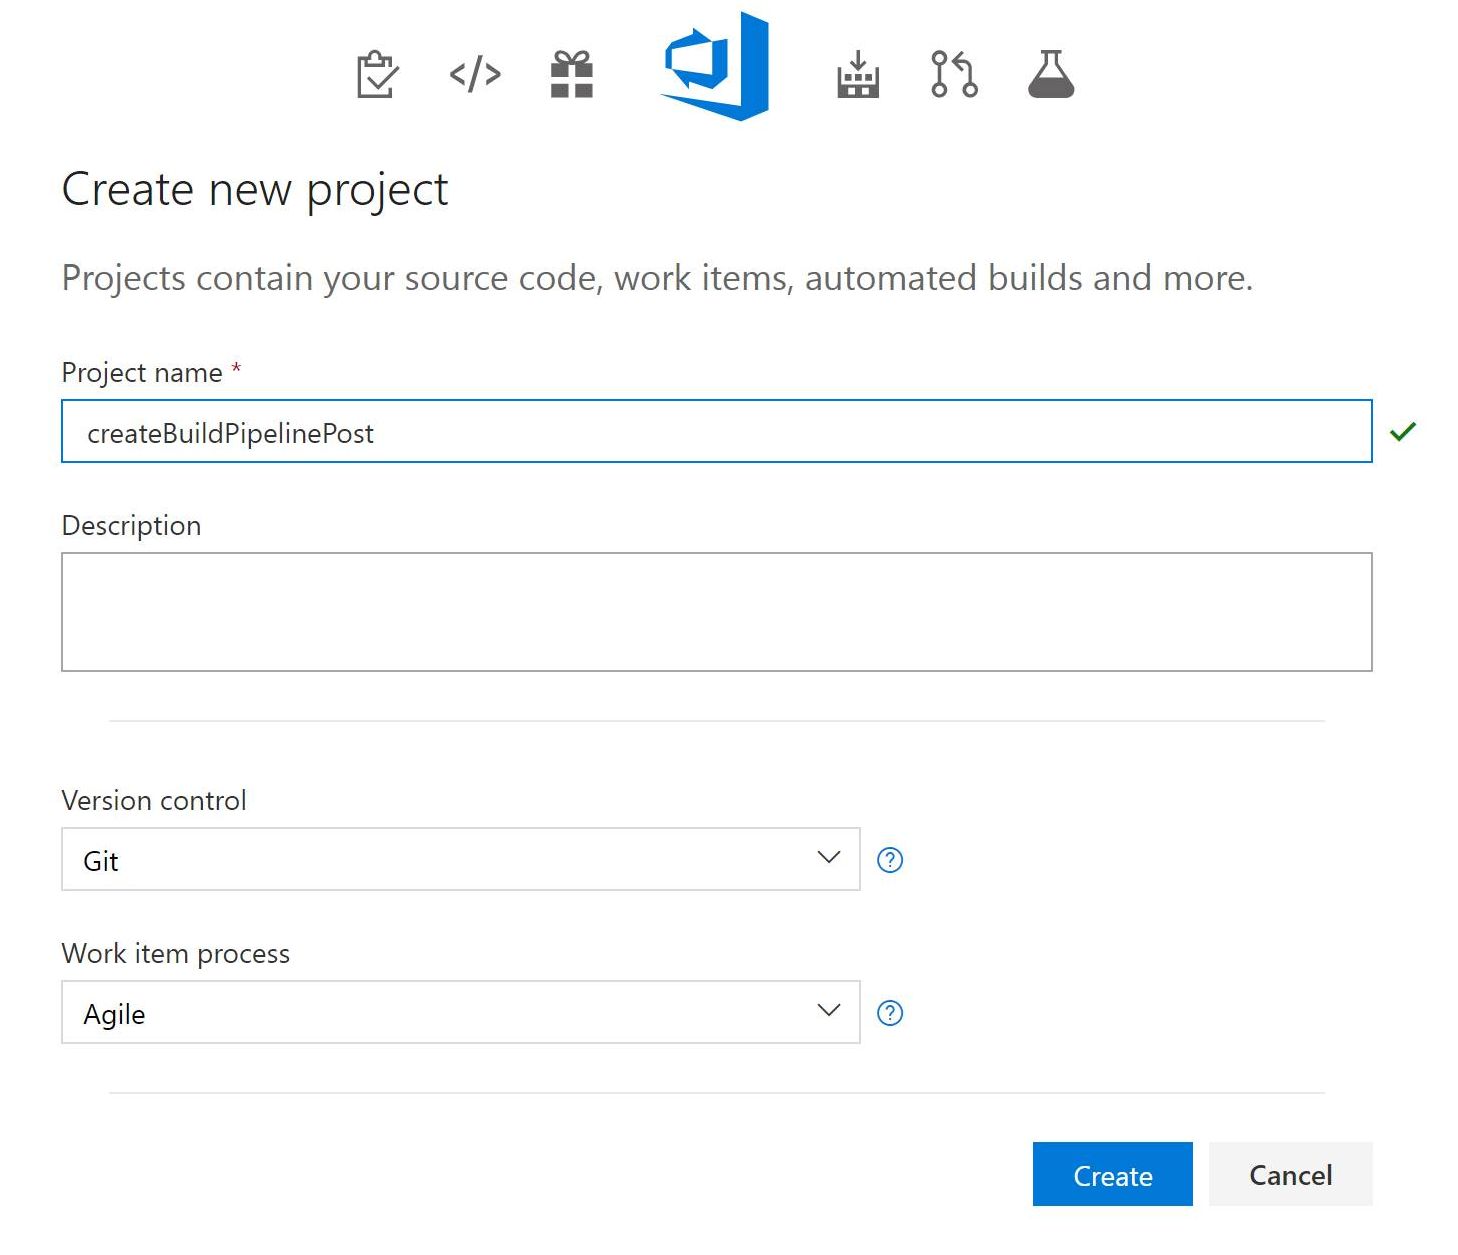 Create new project
Projects contain your source code, work items, automated builds and more.
Project name *
createBuildPipelinePost
Description
Version control
Git
?
Work item process
Agile
?
Create
Cancel